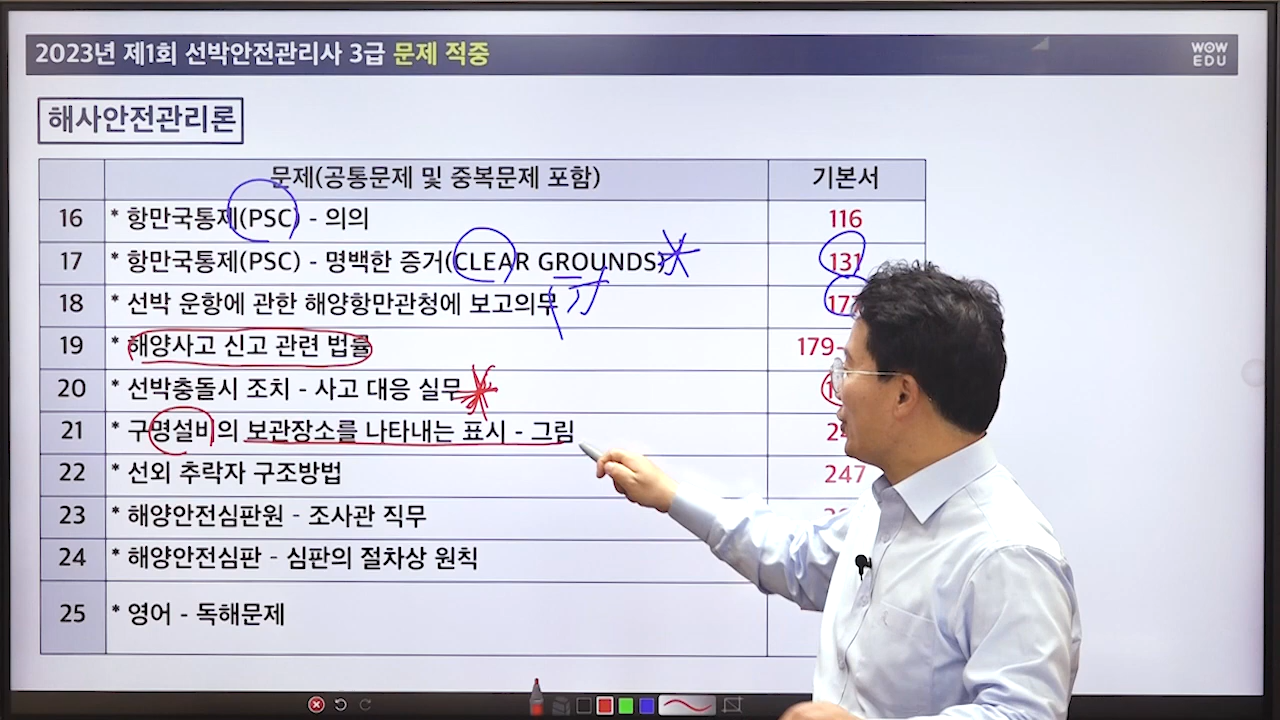 2023년 제1회 선박안전관리사 3급 문제 적중
WOW
EDU
해사안전관리론
문제(공통문제 및 중복문제 포함) 기본서
16 * 항만국통제(PSC) - 의의 116
17 * 항만국통제(PSC) - 명백한 증거(CLEAR GROUNDS) 131
18 * 선박 운항에 관한 해양항만관청에 보고의무
19 * 해양사고 신고 관련 법률 179
20 * 선박충돌시 조치 - 사고 대응 실무
21 * 구명설비의 보관장소를 나타내는 표시 - 그림
22 * 선외 추락자 구조방법 247
23 * 해양안전심판원 - 조사관 직무
24 * 해양안전심판 - 심판의 절차상 원칙
25 * 영어 - 독해문제